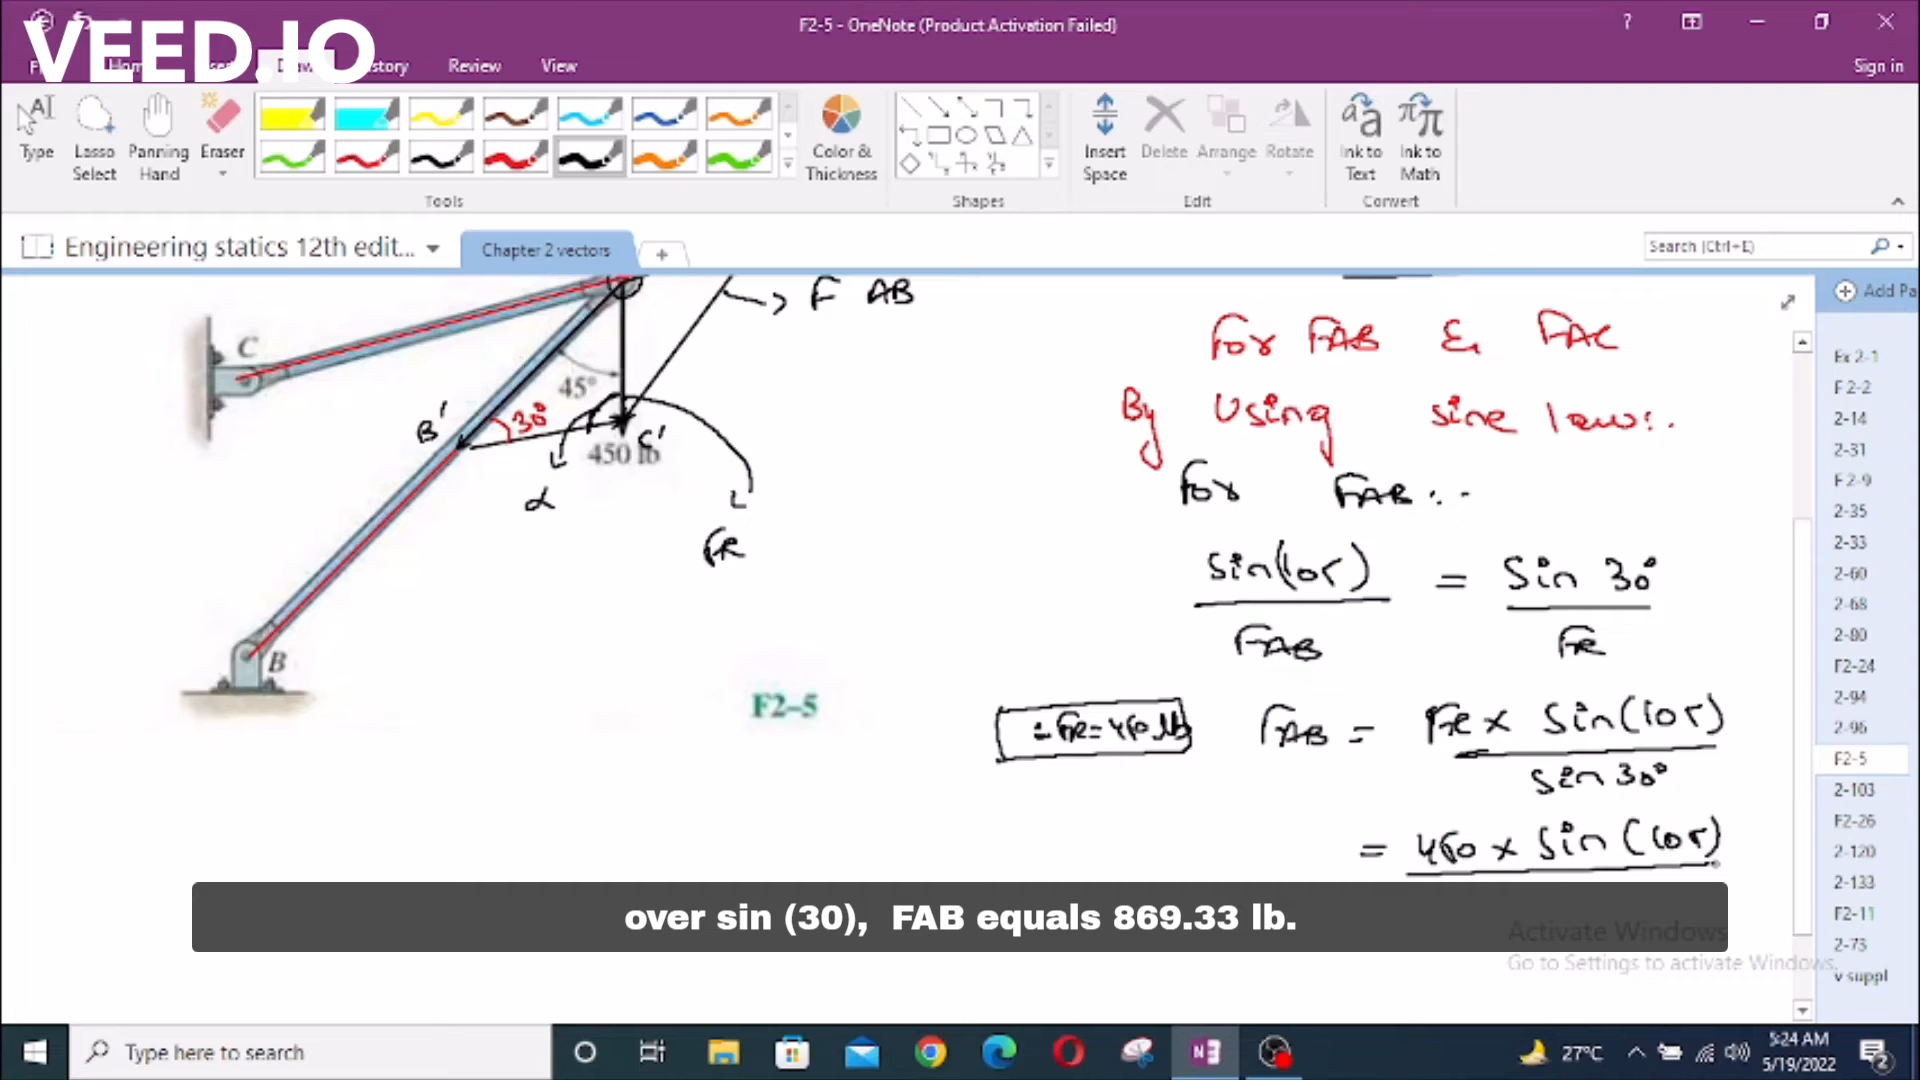 F2-5 - OneNote (Product Activation Failed)
VEED.IO
Review
View
Sign in
Type
Lasso Select
Panning Hand
Eraser
Color & Thickness
Insert Space
Delete
Arrange
Rotate
Ink to Text
Ink to Math
Tools
Shapes
Edit
Convert
Engineering statics 12th edit...
Chapter 2 vectors
Search (Ctrl+E)
Add Pa
Ex 2-1
F 2-2
2-14
2-31
F 2-9
2-35
2-33
2-60
2-68
2-80
F2-24
2-94
2-96
F2-5
2-103
F2-26
2-120
2-133
F2-11
2-73
v suppl
F AB
C
45°
B'
30°
C'
450 lb
α
FR
B
F2–5
For FAB & FAC
By Using sine law:.
For FAB:.
Sin(105) = Sin 30°
FAB FR
∴ FR=450 lb
FAB = FR x Sin(105)
Sin 30°
= 450 x Sin (105)
over sin (30), FAB equals 869.33 lb.
Activate Windows
Go to Settings to activate Windows.
Type here to search
27°C
5:24 AM
5/19/2022
2